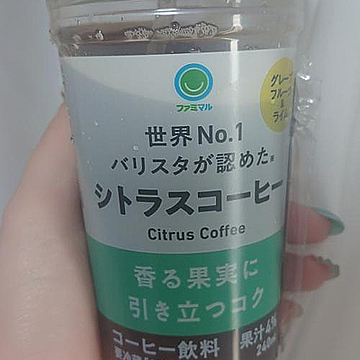 ファミマル
グレープ
フルーツ
&
ライム
世界No.1
バリスタが認めた※
シトラスコーヒー
Citrus Coffee
香る果実に
引き立つコク
コーヒー飲料
果汁4%
240ml